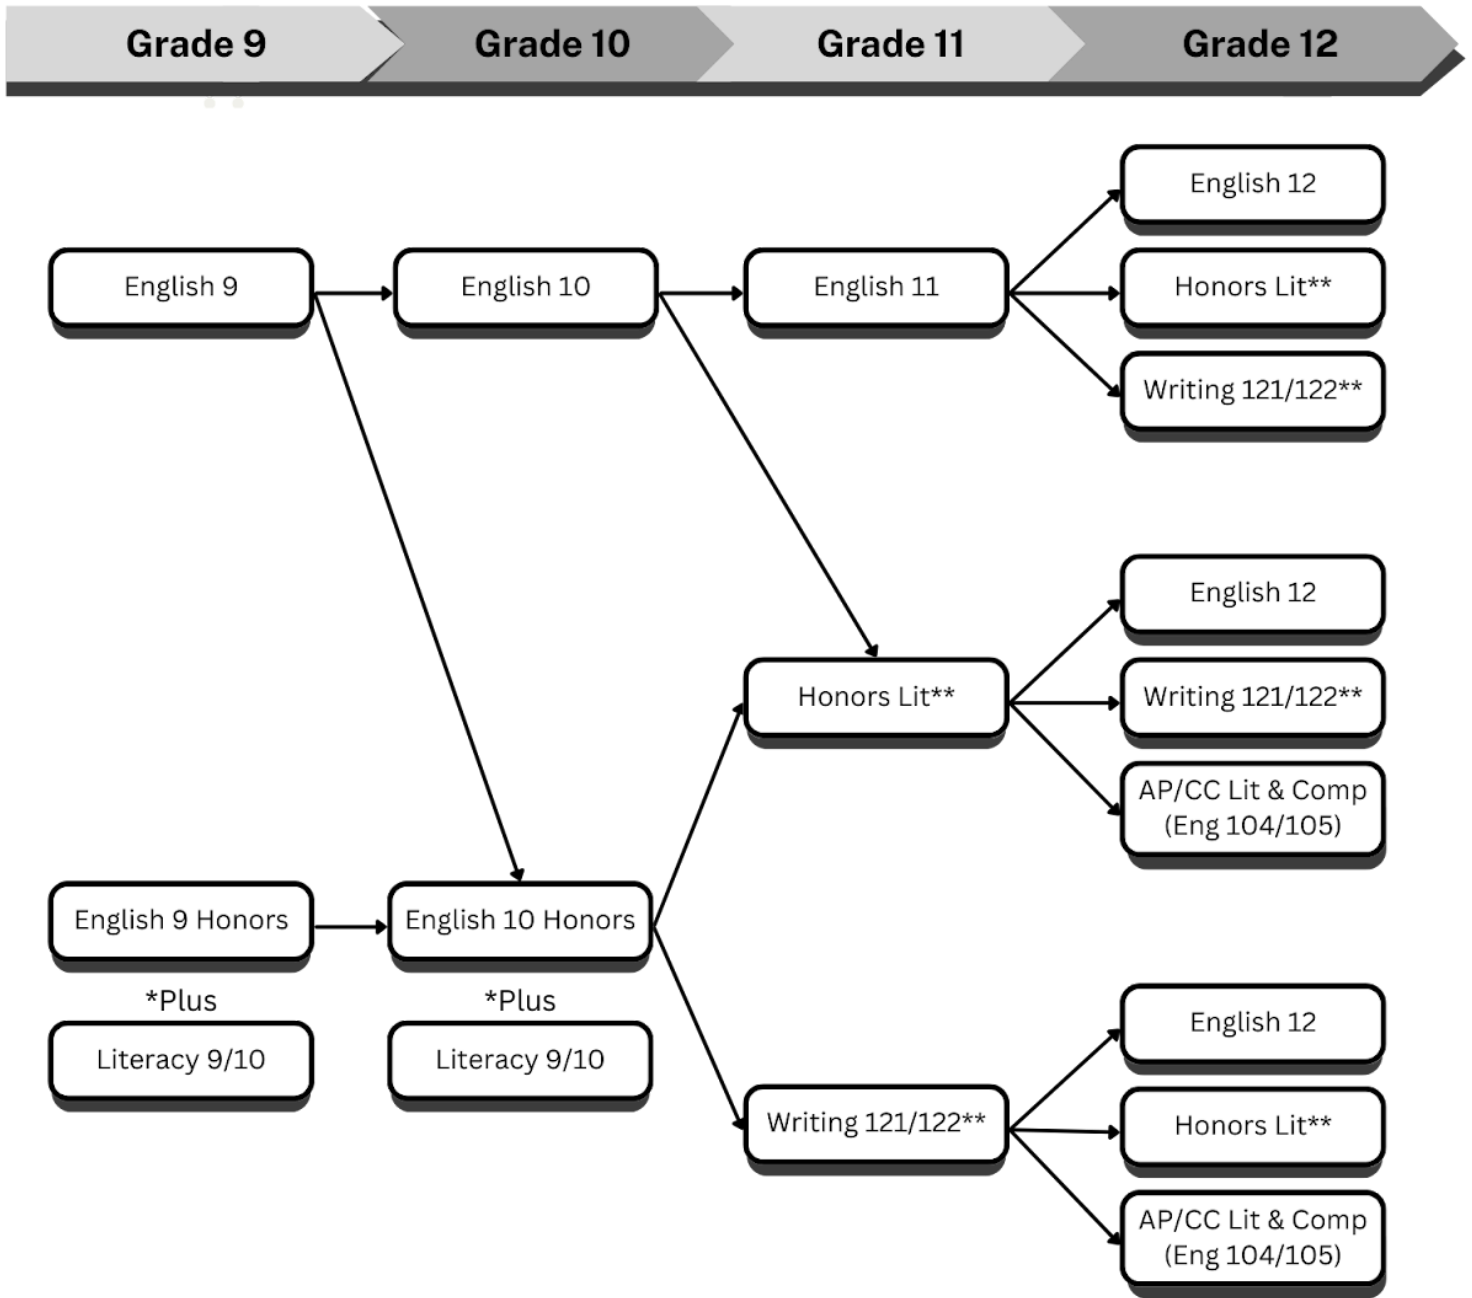 Grade 9
Grade 10
Grade 11
Grade 12
English 12
English 9
English 10
English 11
Honors Lit**
Writing 121/122**
English 12
Honors Lit**
Writing 121/122**
AP/CC Lit & Comp
(Eng 104/105)
English 9 Honors
English 10 Honors
*Plus
*Plus
Literacy 9/10
Literacy 9/10
English 12
Writing 121/122**
Honors Lit**
AP/CC Lit & Comp
(Eng 104/105)